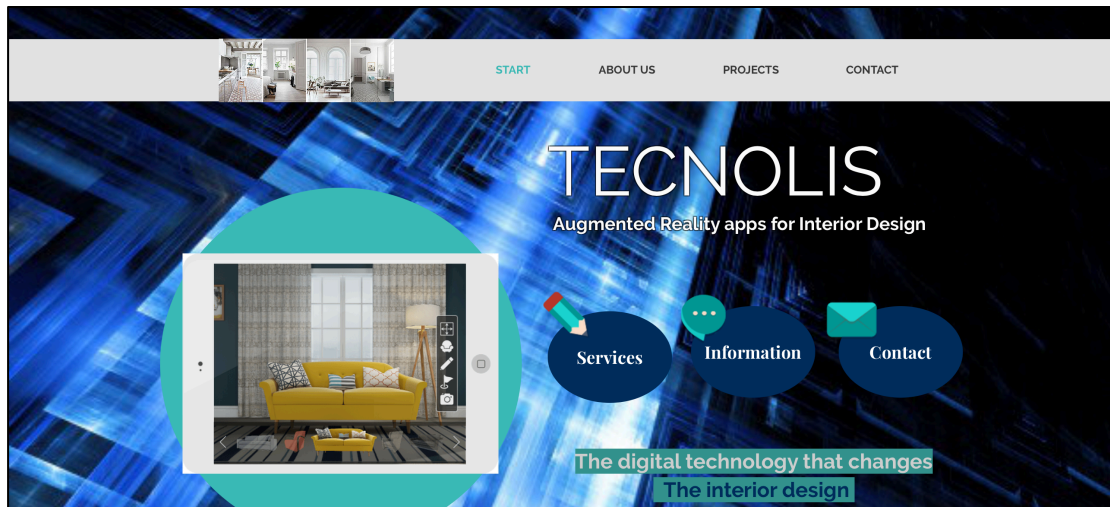 START ABOUT US PROJECTS CONTACT
TECNOLIS
Augmented Reality apps for Interior Design
Services Information Contact
The digital technology that changes
The interior design